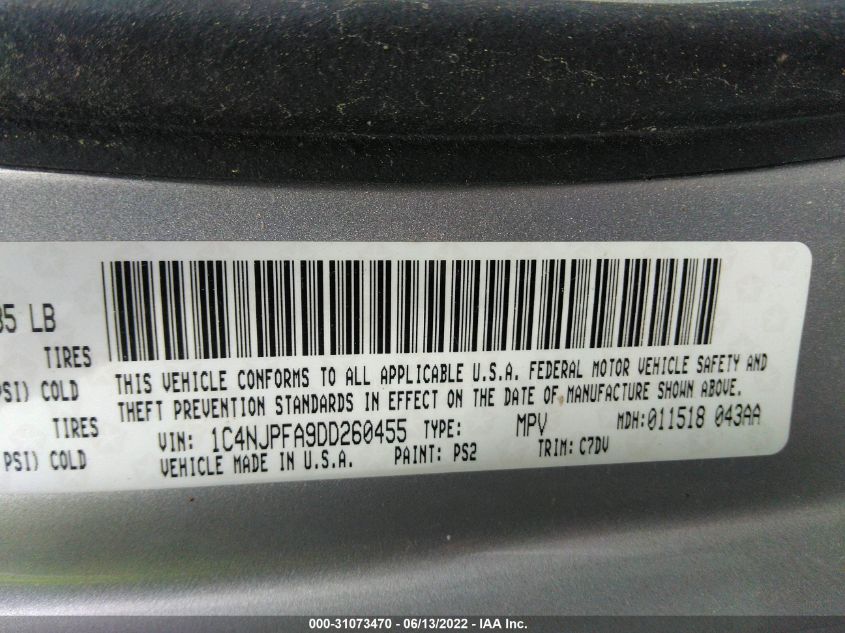 LB
TIRES
PSI) COLD
TIRES
PSI) COLD
THIS VEHICLE CONFORMS TO ALL APPLICABLE U.S.A. FEDERAL MOTOR VEHICLE SAFETY AND
THEFT PREVENTION STANDARDS IN EFFECT ON THE DATE OF MANUFACTURE SHOWN ABOVE.
VIN: 1C4NJPFA9DD260455 TYPE: MPV MDH:011518 043AA
VEHICLE MADE IN U.S.A. PAINT: PS2 TRIM: C7DV
000-31073470 - 06/13/2022 - IAA Inc.